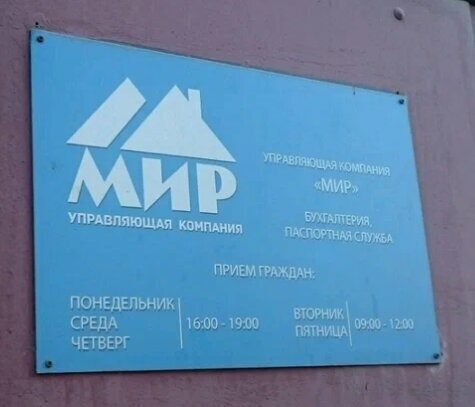 МИР
УПРАВЛЯЮЩАЯ КОМПАНИЯ
УПРАВЛЯЮЩАЯ КОМПАНИЯ
«МИР»
БУХГАЛТЕРИЯ,
ПАСПОРТНАЯ СЛУЖБА
ПРИЕМ ГРАЖДАН:
ПОНЕДЕЛЬНИК
СРЕДА
ЧЕТВЕРГ
16:00 - 19:00
ВТОРНИК
ПЯТНИЦА
09:00 - 12:00